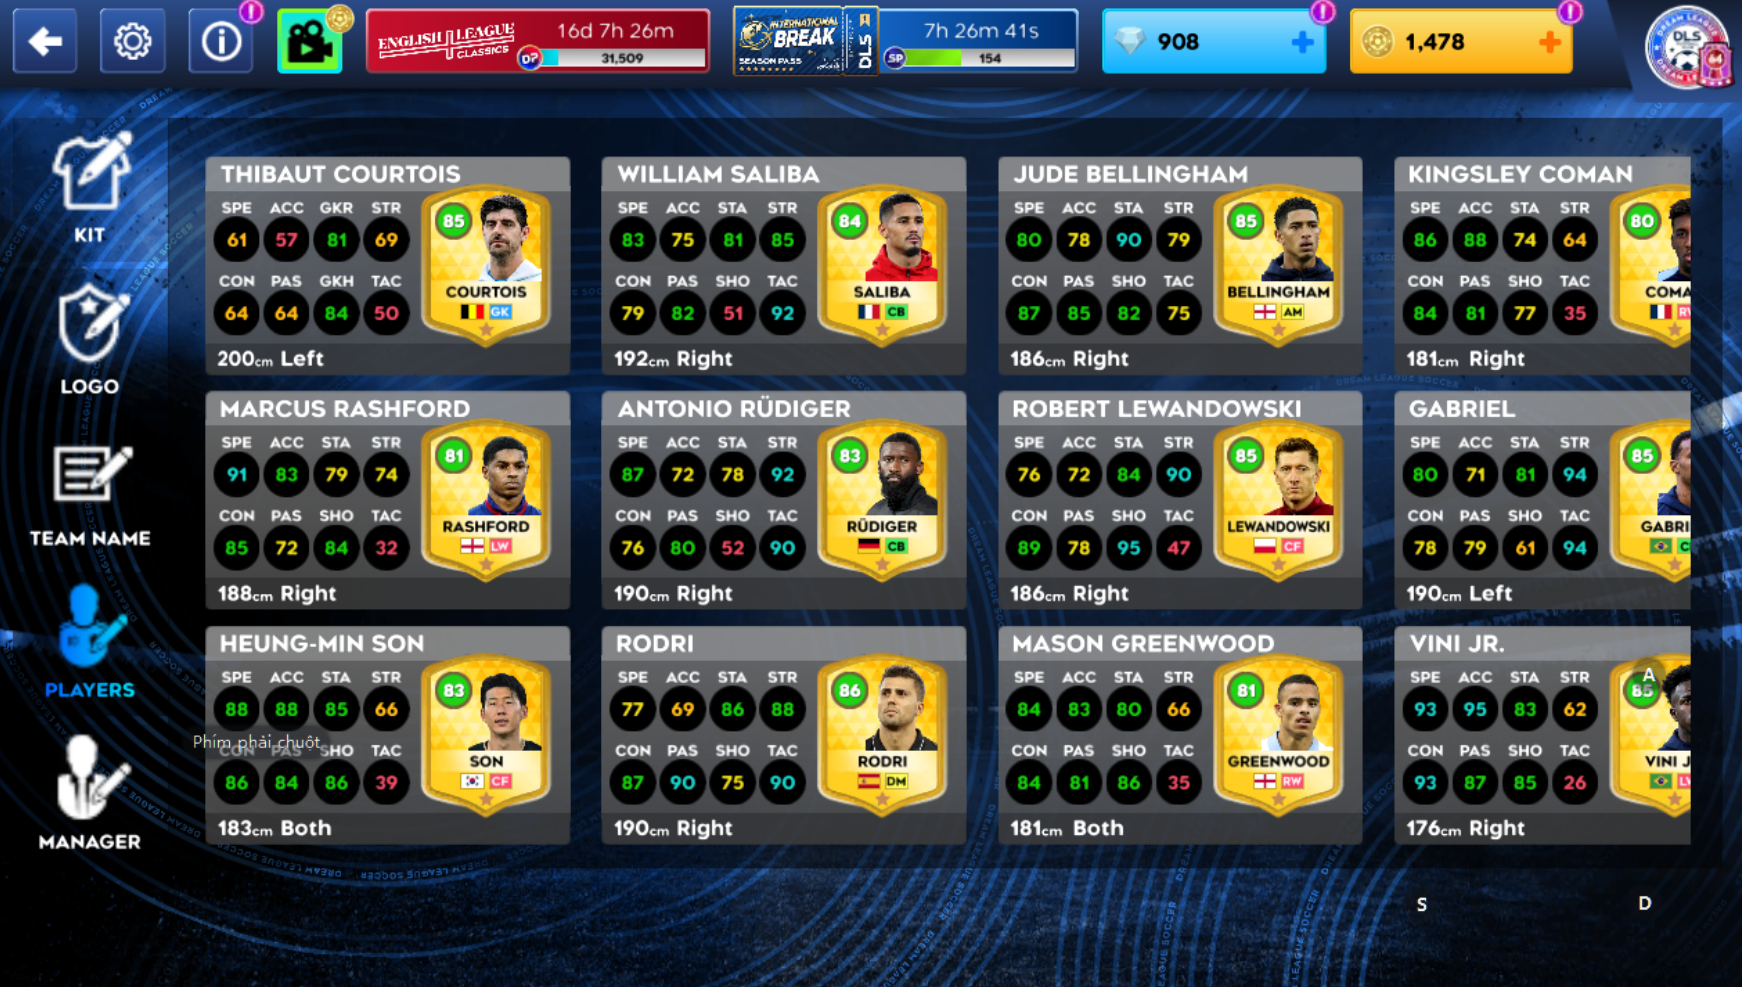 ENGLISH LEAGUE
CLASSICS
16d 7h 26m
DP 31,509
INTERNATIONAL
BREAK
SEASON PASS
DLS
7h 26m 41s
SP 154
908
1,478
DLS
64
KIT
LOGO
TEAM NAME
PLAYERS
MANAGER
THIBAUT COURTOIS
SPE ACC GKR STR
61 57 81 69
CON PAS GKH TAC
64 64 84 50
85
COURTOIS
GK
200cm Left
WILLIAM SALIBA
SPE ACC STA STR
83 75 81 85
CON PAS SHO TAC
79 82 51 92
84
SALIBA
CB
192cm Right
JUDE BELLINGHAM
SPE ACC STA STR
80 78 90 79
CON PAS SHO TAC
87 85 82 75
85
BELLINGHAM
AM
186cm Right
KINGSLEY COMAN
SPE ACC STA STR
86 88 74 64
CON PAS SHO TAC
84 81 77 35
80
COMA
R
181cm Right
MARCUS RASHFORD
SPE ACC STA STR
91 83 79 74
CON PAS SHO TAC
85 72 84 32
81
RASHFORD
LW
188cm Right
ANTONIO RÜDIGER
SPE ACC STA STR
87 72 78 92
CON PAS SHO TAC
76 80 52 90
83
RÜDIGER
CB
190cm Right
ROBERT LEWANDOWSKI
SPE ACC STA STR
76 72 84 90
CON PAS SHO TAC
89 78 95 47
85
LEWANDOWSKI
CF
186cm Right
GABRIEL
SPE ACC STA STR
80 71 81 94
CON PAS SHO TAC
78 79 61 94
85
GABRI
C
190cm Left
HEUNG-MIN SON
SPE ACC STA STR
88 88 85 66
Phím phải chuột
CON PAS SHO TAC
86 84 86 39
83
SON
CF
183cm Both
RODRI
SPE ACC STA STR
77 69 86 88
CON PAS SHO TAC
87 90 75 90
86
RODRI
DM
190cm Right
MASON GREENWOOD
SPE ACC STA STR
84 83 80 66
CON PAS SHO TAC
84 81 86 35
81
GREENWOOD
RW
181cm Both
VINI JR.
SPE ACC STA STR
93 95 83 62
CON PAS SHO TAC
93 87 85 26
A
85
VINI J
L
176cm Right
S
D